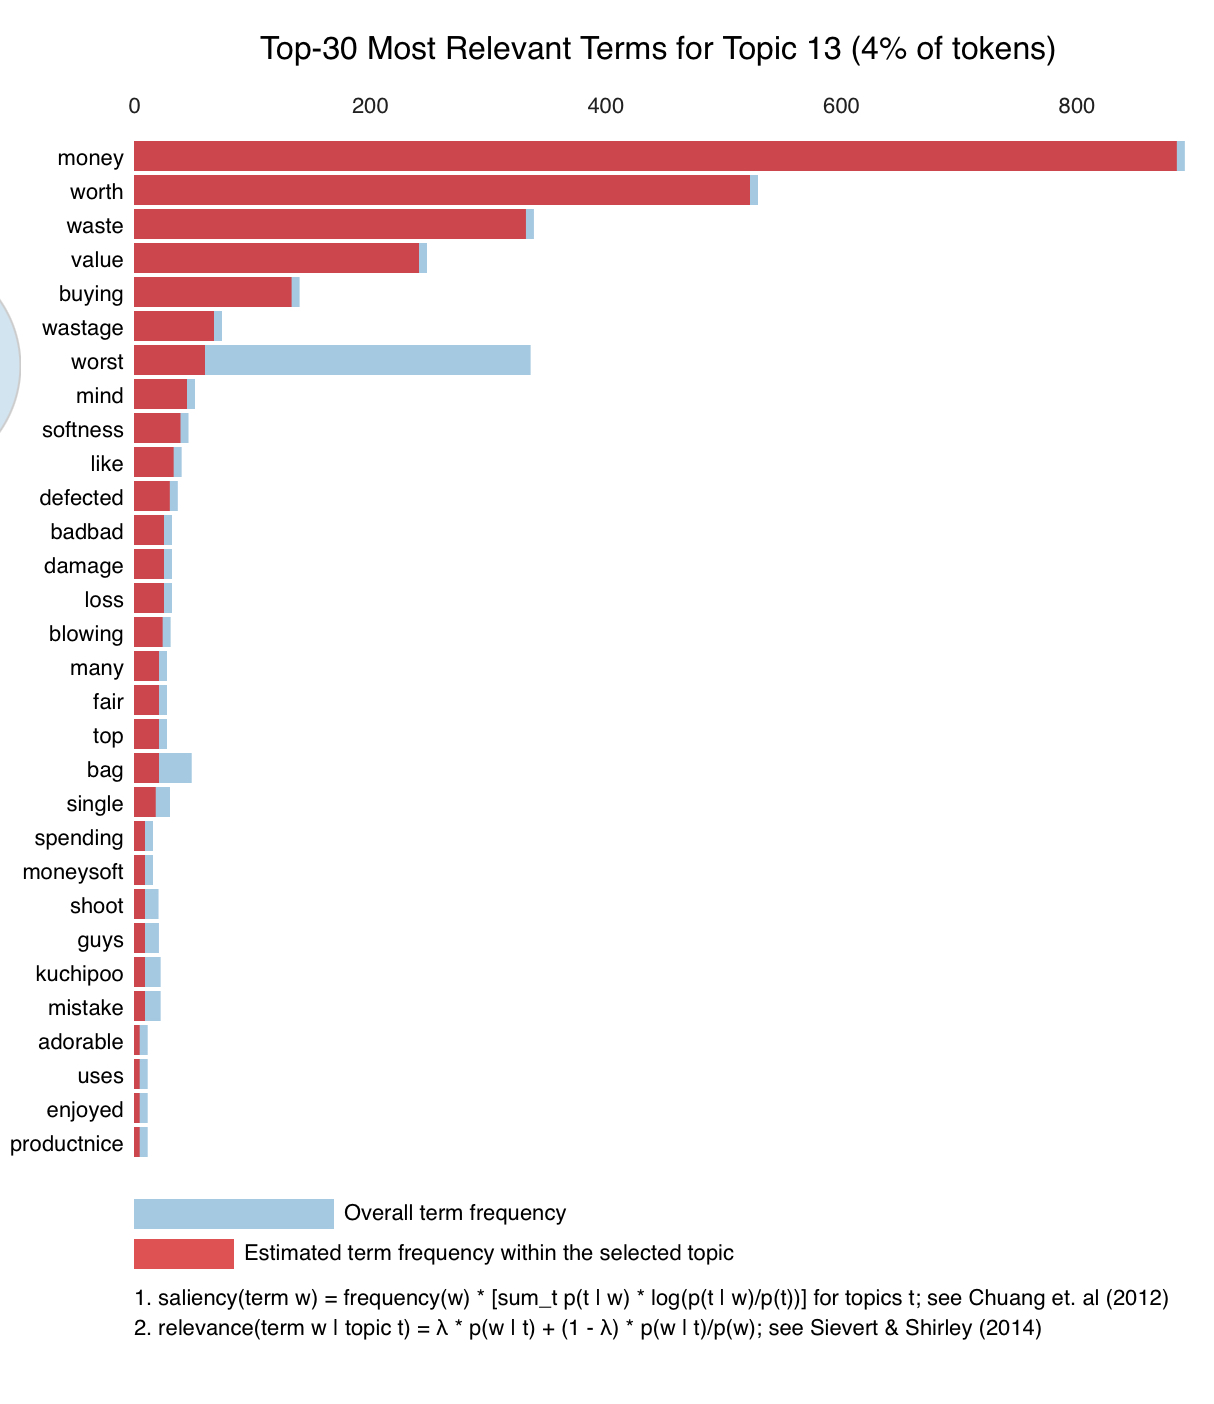 Top-30 Most Relevant Terms for Topic 13 (4% of tokens)
0 200 400 600 800
money
worth
waste
value
buying
wastage
worst
mind
softness
like
defected
badbad
damage
loss
blowing
many
fair
top
bag
single
spending
moneysoft
shoot
guys
kuchipoo
mistake
adorable
uses
enjoyed
productnice
Overall term frequency
Estimated term frequency within the selected topic
1. saliency(term w) = frequency(w) * [sum_t p(t | w) * log(p(t | w)/p(t))] for topics t; see Chuang et. al (2012)
2. relevance(term w | topic t) = λ * p(w | t) + (1 - λ) * p(w | t)/p(w); see Sievert & Shirley (2014)